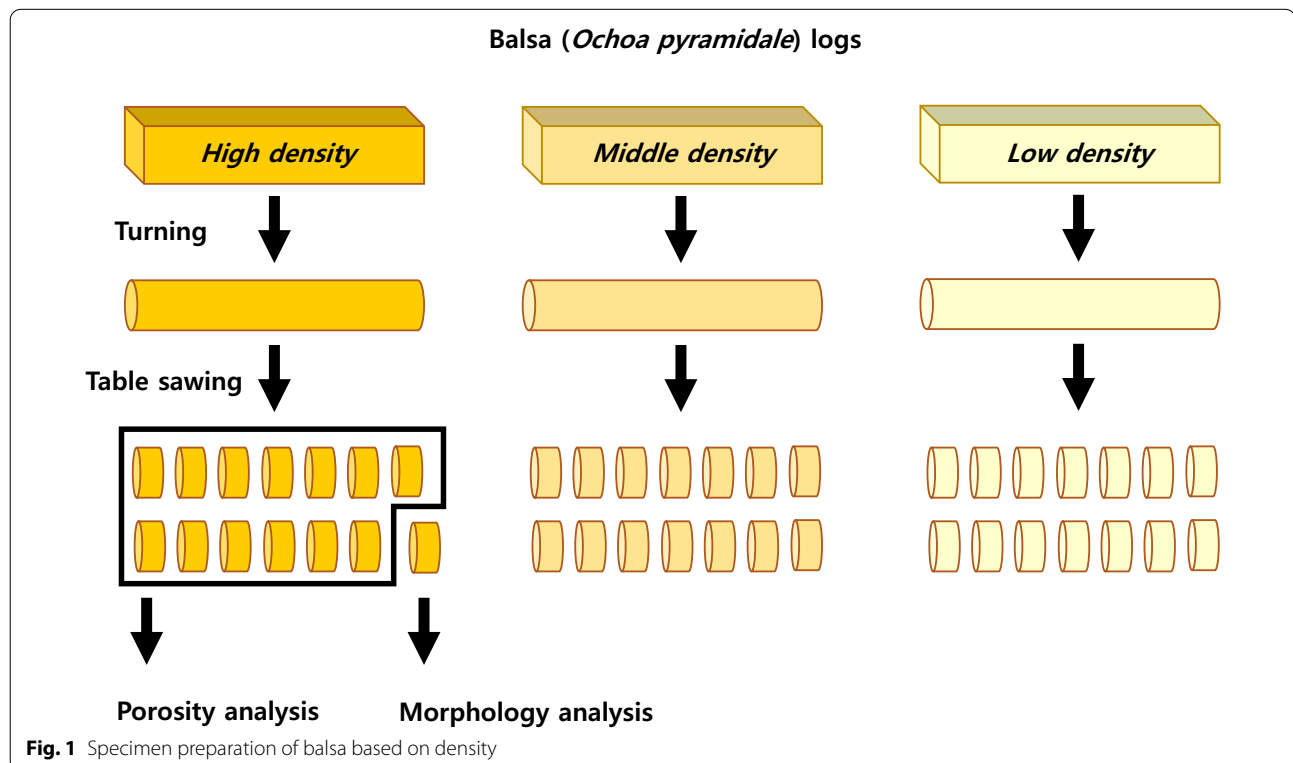 Balsa (Ochoa pyramidale) logs
High density
Middle density
Low density
Turning
Table sawing
Porosity analysis
Morphology analysis
Fig. 1 Specimen preparation of balsa based on density